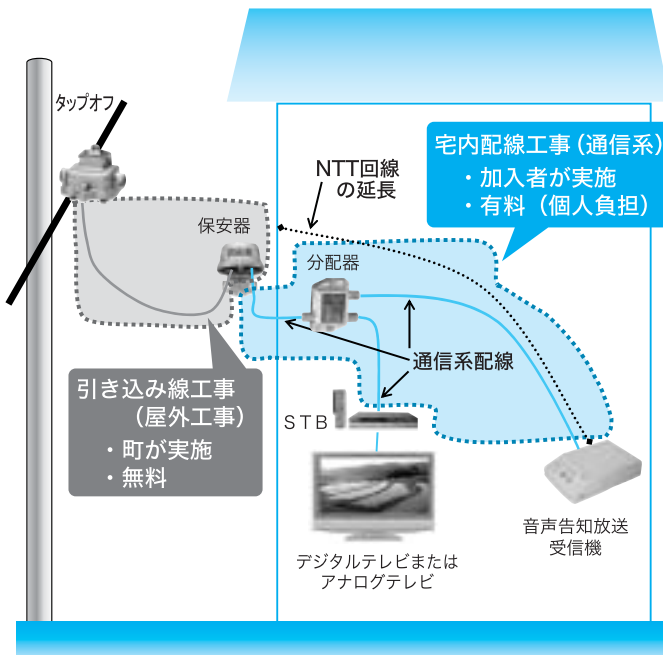 タップオフ
宅内配線工事（通信系）
・加入者が実施
・有料（個人負担）
NTT回線
の延長
保安器
分配器
通信系配線
引き込み線工事
（屋外工事）
・町が実施
・無料
STB
音声告知放送
受信機
デジタルテレビまたは
アナログテレビ